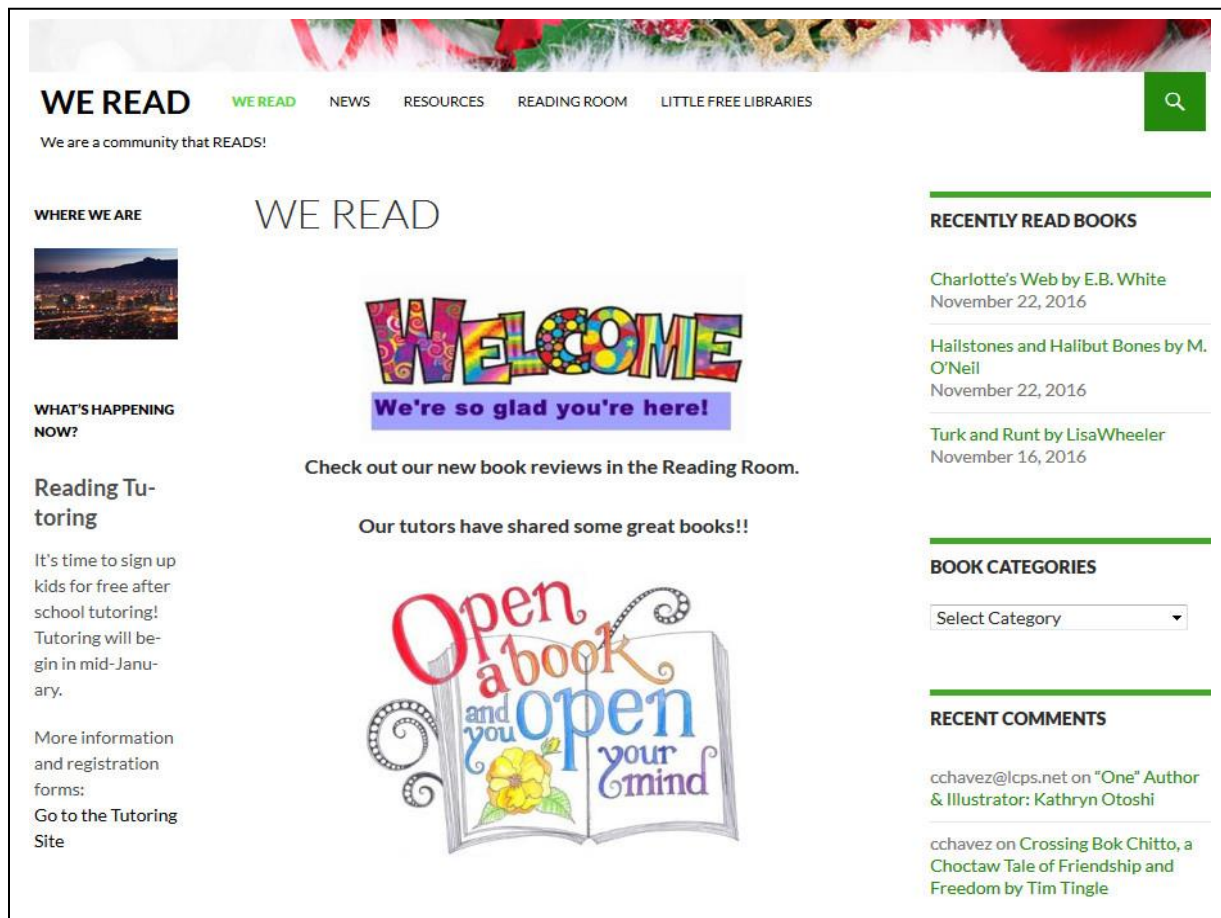 WE READ
WE READ NEWS RESOURCES READING ROOM LITTLE FREE LIBRARIES
We are a community that READS!
WHERE WE ARE
WHAT'S HAPPENING
NOW?
Reading Tu-
toring
It's time to sign up
kids for free after
school tutoring!
Tutoring will be-
gin in mid-Janu-
ary.
More information
and registration
forms:
Go to the Tutoring
Site
WE READ
WELCOME
We're so glad you're here!
Check out our new book reviews in the Reading Room.
Our tutors have shared some great books!!
Open
a book
and
you open
your
mind
RECENTLY READ BOOKS
Charlotte's Web by E.B. White
November 22, 2016
Hailstones and Halibut Bones by M.
O'Neil
November 22, 2016
Turk and Runt by LisaWheeler
November 16, 2016
BOOK CATEGORIES
Select Category
RECENT COMMENTS
cchavez@lcps.net on "One" Author
& Illustrator: Kathryn Otoshi
cchavez on Crossing Bok Chitto, a
Choctaw Tale of Friendship and
Freedom by Tim Tingle